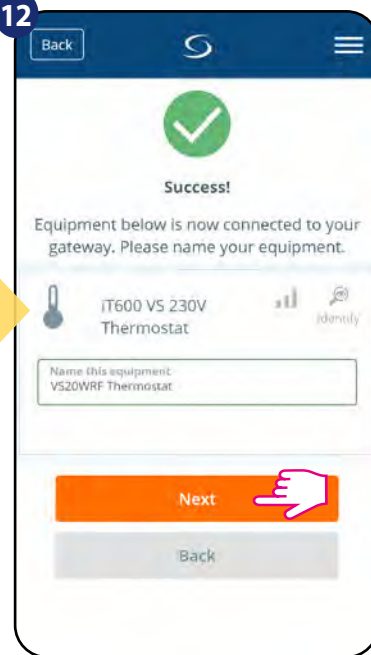 12
Back
Success!
Equipment below is now connected to your
gateway. Please name your equipment.
iT600 VS 230V
Thermostat
Identify
Name this equipment
VS20WRF Thermostat
Next
Back